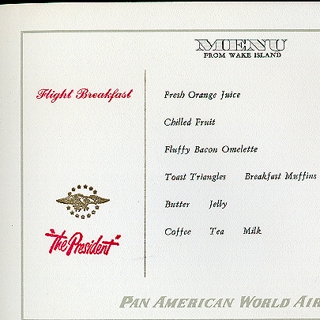 MENU
FROM WAKE ISLAND
Flight Breakfast
Fresh Orange Juice
Chilled Fruit
Fluffy Bacon Omelette
Toast Triangles Breakfast Muffins
Butter Jelly
Coffee Tea Milk
"The President"
PAN AMERICAN WORLD AIR